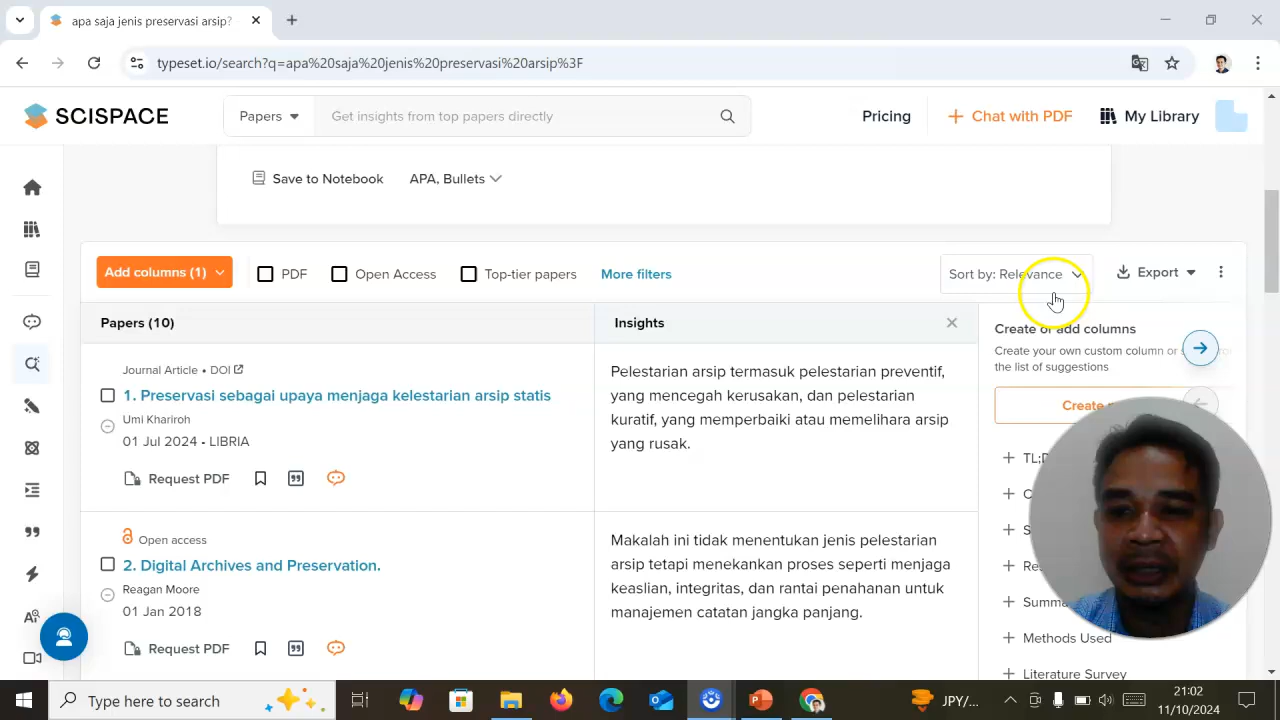 apa saja jenis preservasi arsip?
typeset.io/search?q=apa%20saja%20jenis%20preservasi%20arsip%3F
SCISPACE
Papers
Get insights from top papers directly
Pricing
Chat with PDF
My Library
Save to Notebook
APA, Bullets
Add columns (1)
PDF
Open Access
Top-tier papers
More filters
Sort by: Relevance
Export
Papers (10)
Insights
Create or add columns
Create your own custom column or
the list of suggestions
Create
Journal Article • DOI
1. Preservasi sebagai upaya menjaga kelestarian arsip statis
Umi Khariroh
01 Jul 2024 • LIBRIA
Request PDF
Pelestarian arsip termasuk pelestarian preventif,
yang mencegah kerusakan, dan pelestarian
kuratif, yang memperbaiki atau memelihara arsip
yang rusak.
Open access
2. Digital Archives and Preservation.
Reagan Moore
01 Jan 2018
Request PDF
Makalah ini tidak menentukan jenis pelestarian
arsip tetapi menekankan proses seperti menjaga
keaslian, integritas, dan rantai penahanan untuk
manajemen catatan jangka panjang.
Methods Used
Literature Survey
Type here to search
JPY/...
21:02
11/10/2024